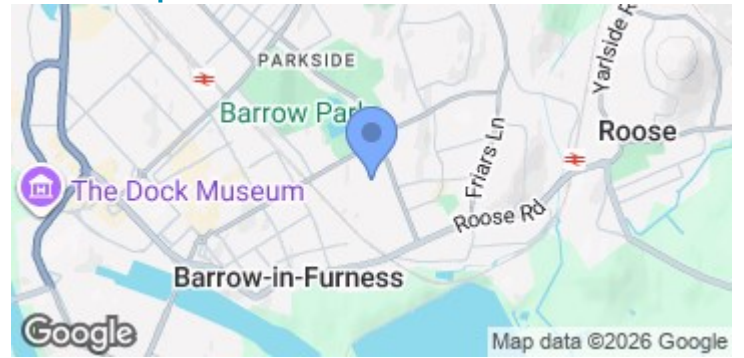 PARKSIDE
Yarlside R
Barrow Park
Roose
Friars Ln
The Dock Museum
Roose Rd
Barrow-in-Furness
Google
Map data ©2026 Google